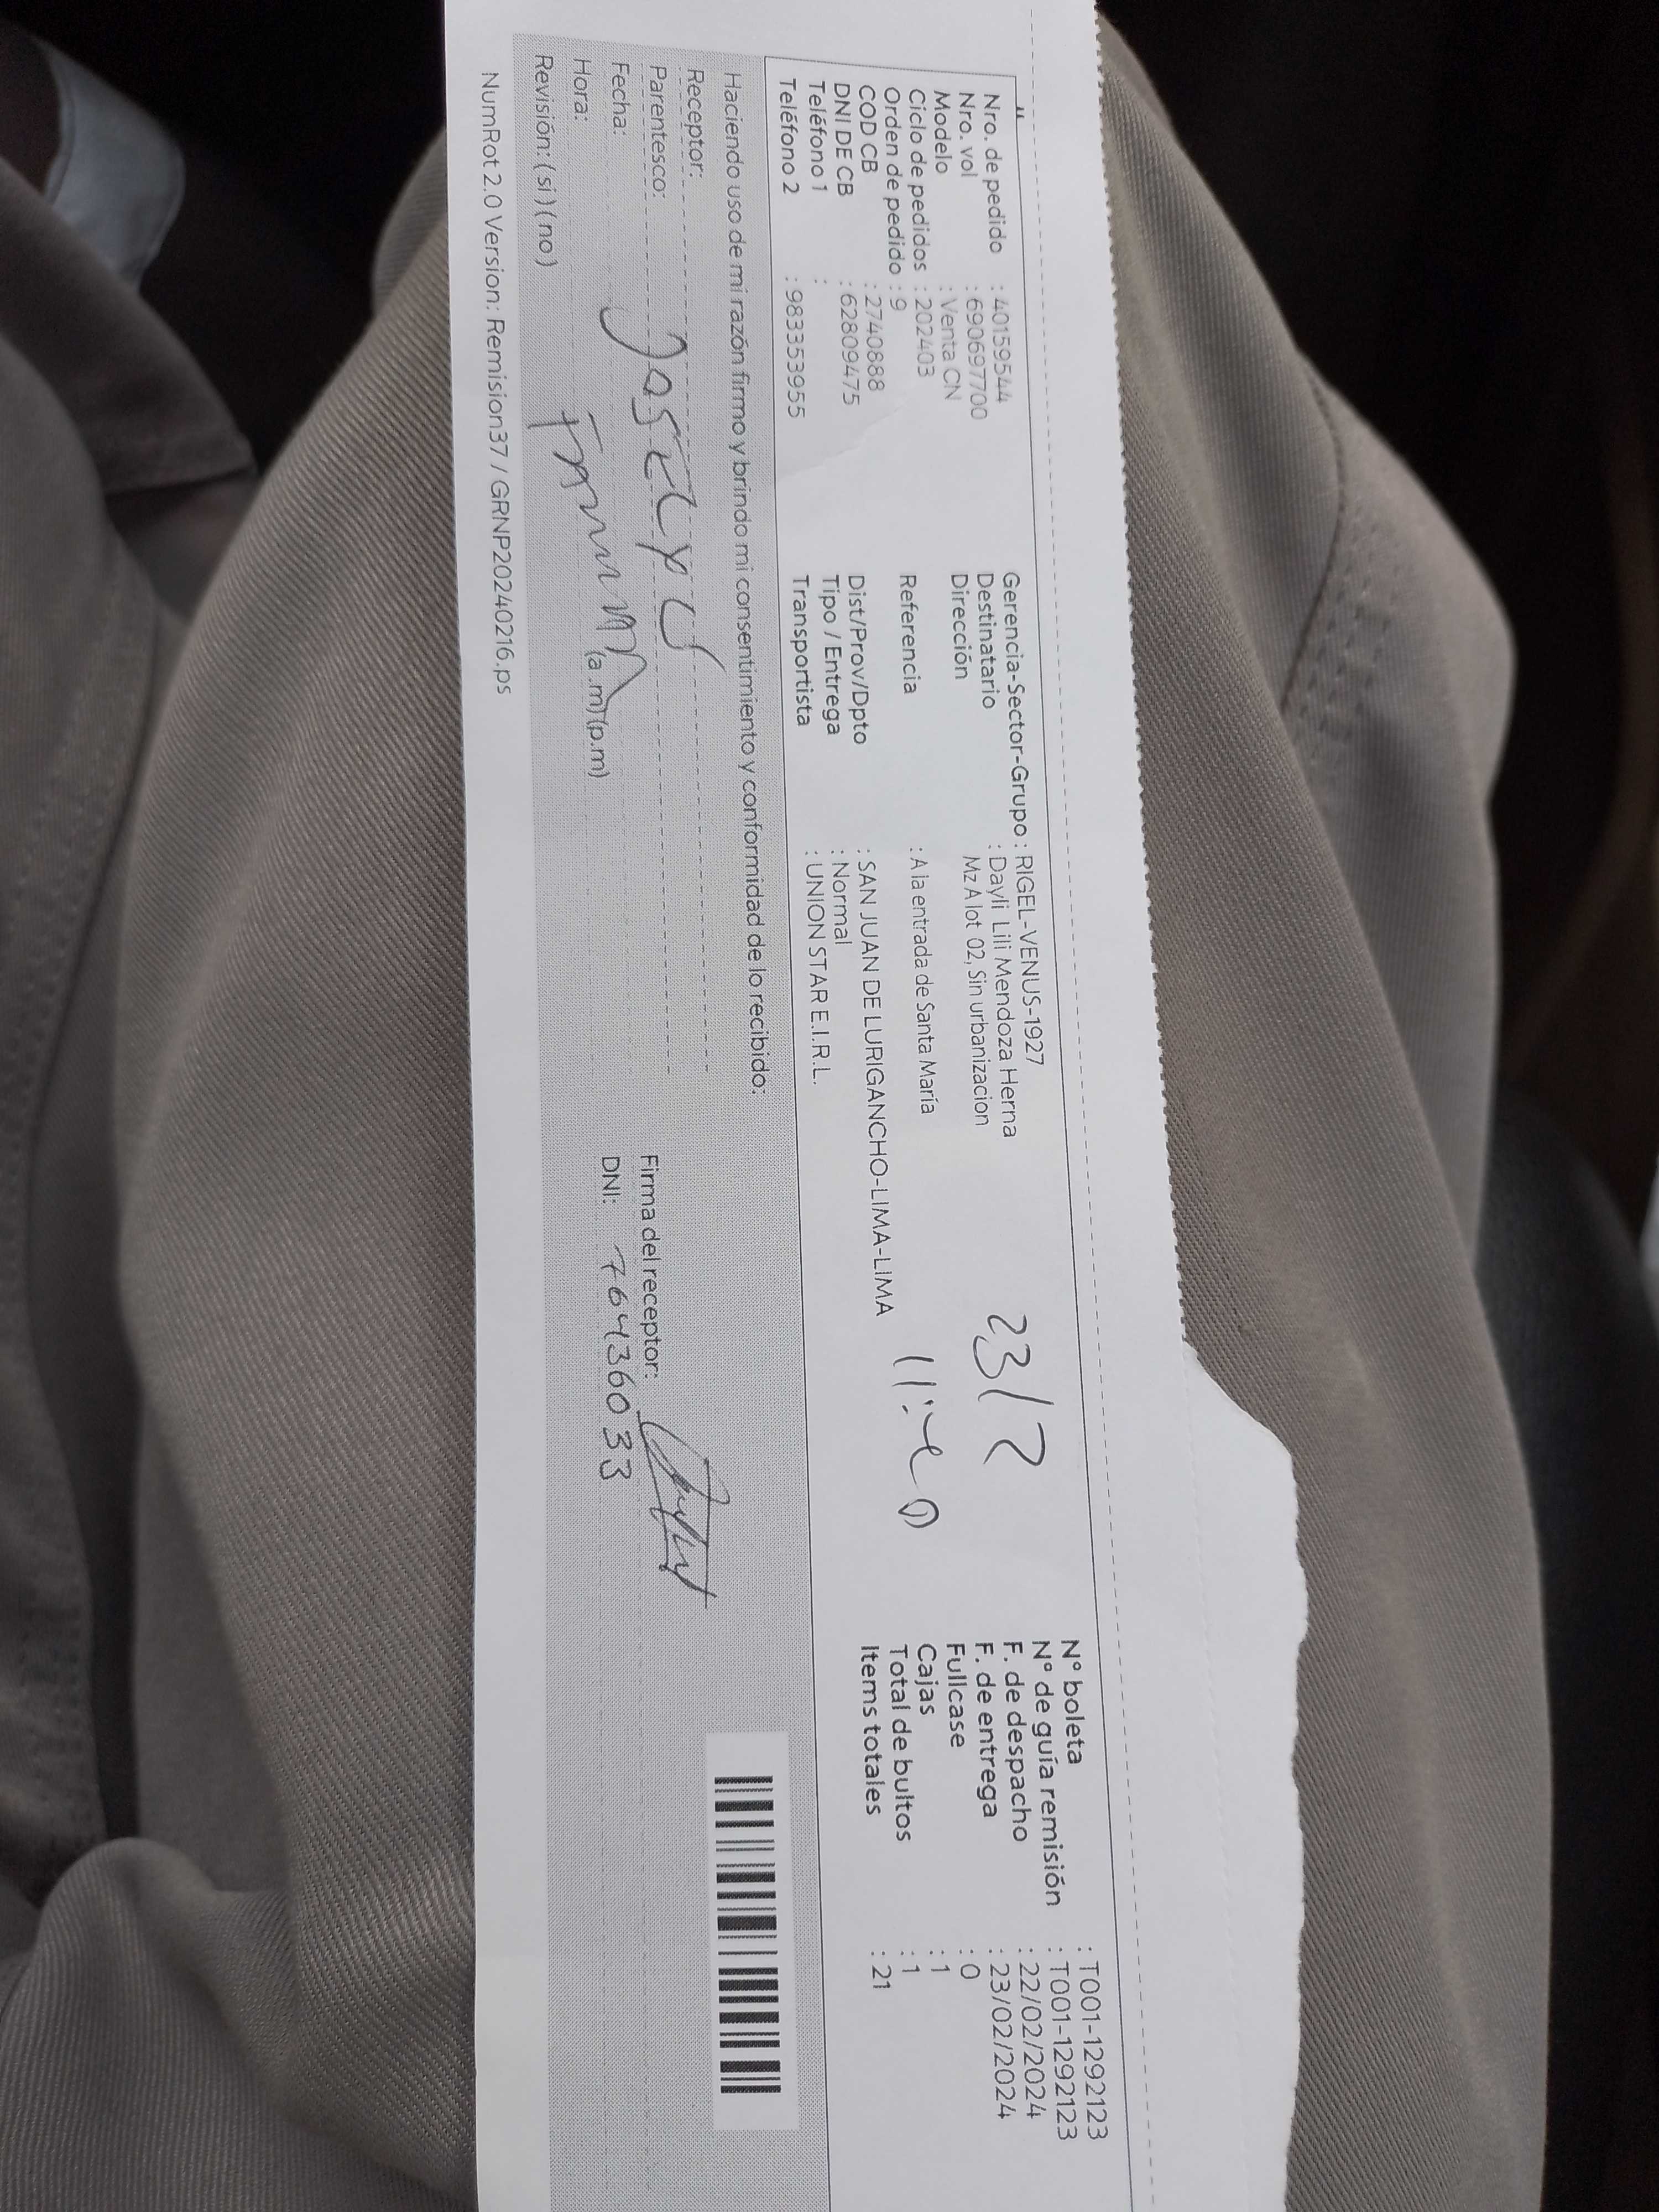 Nro. de pedido : 40159544
Nro. vol : 690697700
Modelo : Venta CN
Ciclo de pedidos : 202403
Orden de pedido : 9
COD CB : 2740888
DNI DE CB : 62809475
Teléfono 1 :
Teléfono 2 : 983353955
Gerencia-Sector-Grupo : RIGEL-VENUS-1927
Destinatario : Dayli Lili Mendoza Herna
Dirección Mz A lot 02, Sin urbanizacion
Referencia : A la entrada de Santa María
Dist/Prov/Dpto : SAN JUAN DE LURIGANCHO-LIMA-LIMA
Tipo / Entrega : Normal
Transportista : UNION STAR E.I.R.L.
23/2
N° boleta : T001-1292123
N° de guía remisión : T001-1292123
F. de despacho : 22/02/2024
F. de entrega : 23/02/2024
Fullcase : 0
Cajas : 1
Total de bultos : 1
Items totales : 21
Haciendo uso de mi razón firmo y brindo mi consentimiento y conformidad de lo recibido:
Receptor:
Parentesco:
Fecha:
Hora: (a.m) (p.m)
Revisión: (si) (no)
Firma del receptor:
DNI: 76436033
NumRot 2.0 Version: Remision37 / GRNP20240216.ps